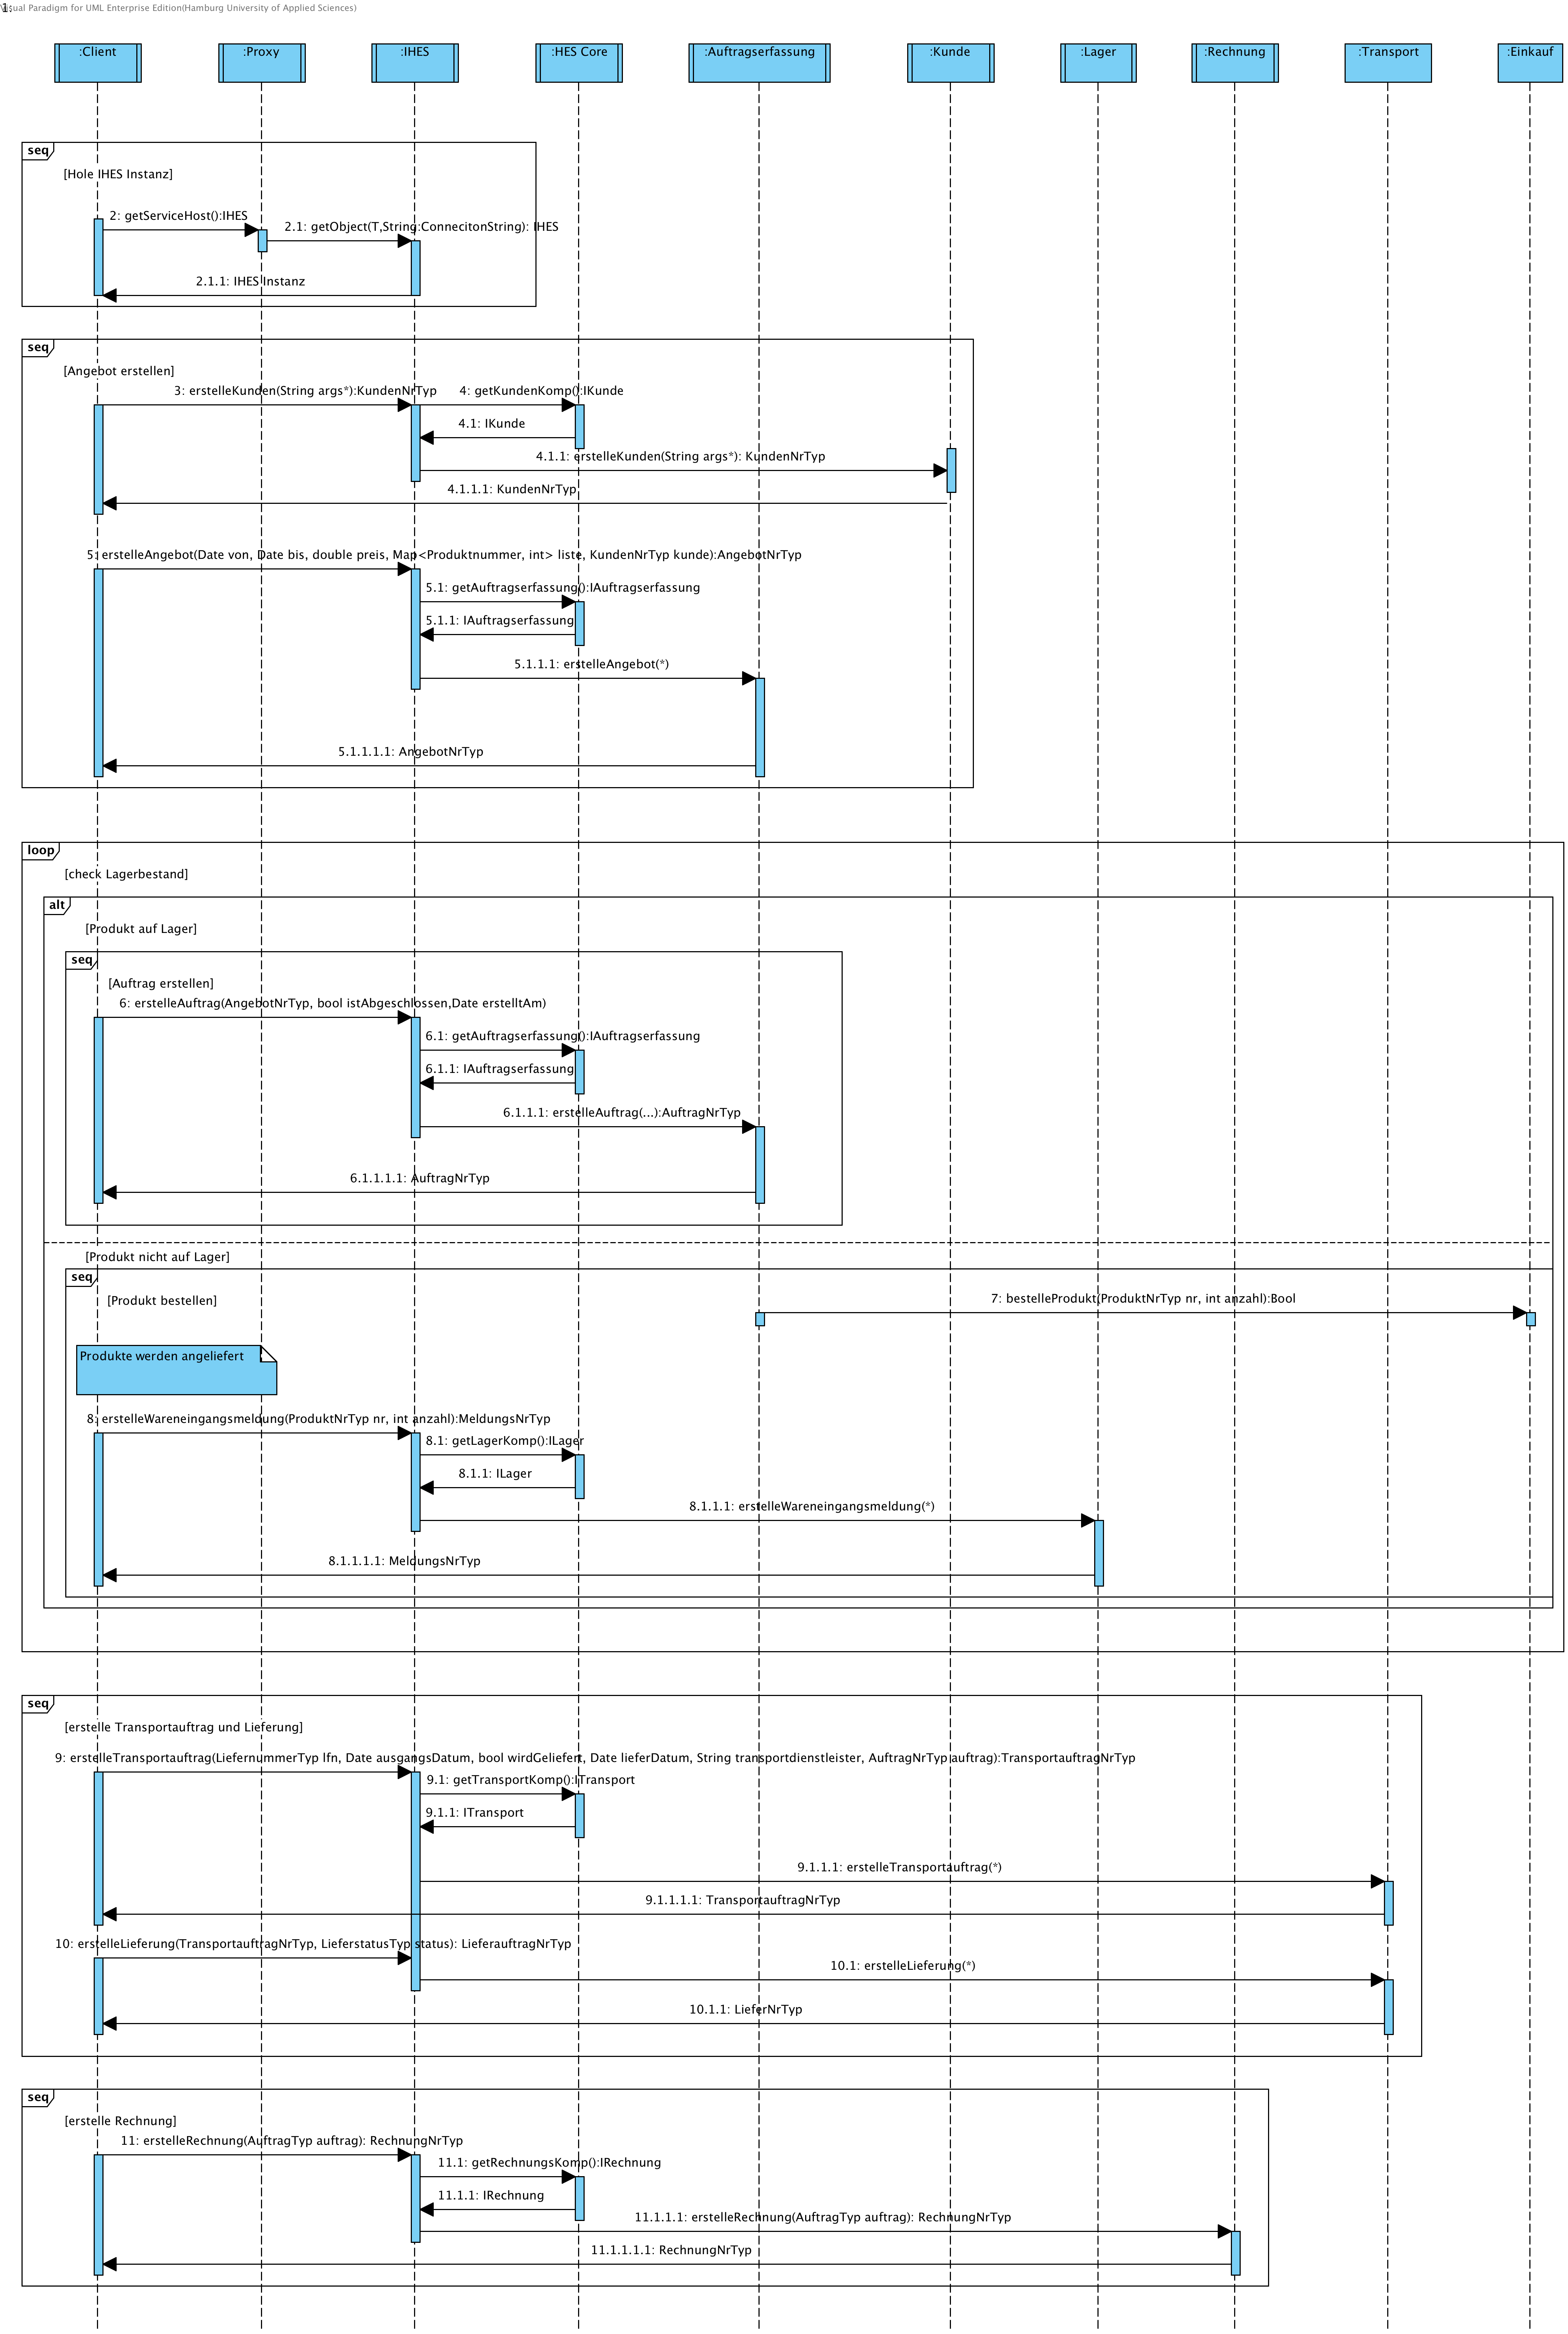 1:
Visual Paradigm for UML Enterprise Edition(Hamburg University of Applied Sciences)
:Client
:Proxy
:IHES
:HES Core
:Auftragserfassung
:Kunde
:Lager
:Rechnung
:Transport
:Einkauf
seq
[Hole IHES Instanz]
2: getServiceHost():IHES
2.1: getObject(T,String:ConnecitonString): IHES
2.1.1: IHES Instanz
seq
[Angebot erstellen]
3: erstelleKunden(String args*):KundenNrTyp
4: getKundenKomp():IKunde
4.1: IKunde
4.1.1: erstelleKunden(String args*): KundenNrTyp
4.1.1.1: KundenNrTyp
5: erstelleAngebot(Date von, Date bis, double preis, Map<Produktnummer, int> liste, KundenNrTyp kunde):AngebotNrTyp
5.1: getAuftragserfassung():IAuftragserfassung
5.1.1: IAuftragserfassung
5.1.1.1: erstelleAngebot(*)
5.1.1.1.1: AngebotNrTyp
loop
[check Lagerbestand]
alt
[Produkt auf Lager]
seq
[Auftrag erstellen]
6: erstelleAuftrag(AngebotNrTyp, bool istAbgeschlossen,Date erstelltAm)
6.1: getAuftragserfassung():IAuftragserfassung
6.1.1: IAuftragserfassung
6.1.1.1: erstelleAuftrag(...):AuftragNrTyp
6.1.1.1.1: AuftragNrTyp
[Produkt nicht auf Lager]
seq
[Produkt bestellen]
7: bestelleProdukt(ProduktNrTyp nr, int anzahl):Bool
Produkte werden angeliefert
8: erstelleWareneingangsmeldung(ProduktNrTyp nr, int anzahl):MeldungsNrTyp
8.1: getLagerKomp():ILager
8.1.1: ILager
8.1.1.1: erstelleWareneingangsmeldung(*)
8.1.1.1.1: MeldungsNrTyp
seq
[erstelle Transportauftrag und Lieferung]
9: erstelleTransportauftrag(LiefernummerTyp lfn, Date ausgangsDatum, bool wirdGeliefert, Date lieferDatum, String transportdienstleister, AuftragNrTyp auftrag):TransportauftragNrTyp
9.1: getTransportKomp():ITransport
9.1.1: ITransport
9.1.1.1: erstelleTransportauftrag(*)
9.1.1.1.1: TransportauftragNrTyp
10: erstelleLieferung(TransportauftragNrTyp, LieferstatusTyp status): LieferauftragNrTyp
10.1: erstelleLieferung(*)
10.1.1: LieferNrTyp
seq
[erstelle Rechnung]
11: erstelleRechnung(AuftragTyp auftrag): RechnungNrTyp
11.1: getRechnungsKomp():IRechnung
11.1.1: IRechnung
11.1.1.1: erstelleRechnung(AuftragTyp auftrag): RechnungNrTyp
11.1.1.1.1: RechnungNrTyp